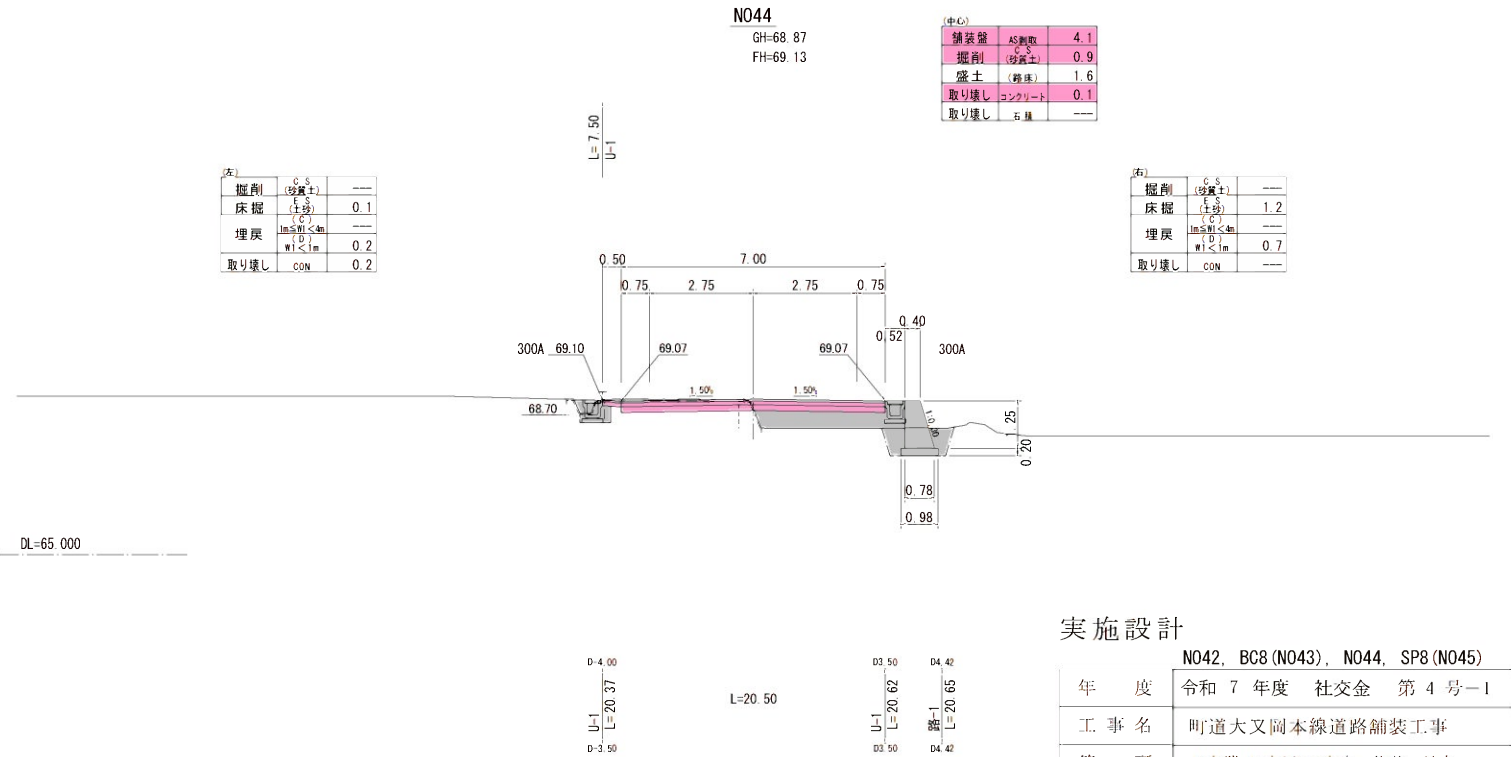 NO44
GH=68.87
FH=69.13
(中心)
舗装盤 AS剥取 4.1
掘削 C S (砂質土) 0.9
盛土 (路床) 1.6
取り壊し コンクリート 0.1
取り壊し 石積 ---
L= 7.50
U-1
(左)
掘削 C S (砂質土) ---
床掘 E S (土砂) 0.1
埋戻 (C) 1m≦W1<4m ---
(D) W1<1m 0.2
取り壊し CON 0.2
(右)
掘削 C S (砂質土) ---
床掘 E S (土砂) 1.2
埋戻 (C) 1m≦W1<4m ---
(D) W1<1m 0.7
取り壊し CON ---
0.50 7.00
0.75 2.75 2.75 0.75
0.40
0.52
300A 69.10 69.07 69.07 300A
1.50% 1.50%
68.70
1.25
0.20
0.78
0.98
DL=65.000
D-4.00 D3.50 D4.42
U-1 L= 20.37
L=20.50
U-1 L= 20.62
路-1 L= 20.65
D-3.50 D3.50 D4.42
実施設計
NO42, BC8(NO43), NO44, SP8(NO45)
年度 令和 7 年度 社交金 第 4 号-1
工事名 町道大又岡本線道路舗装工事